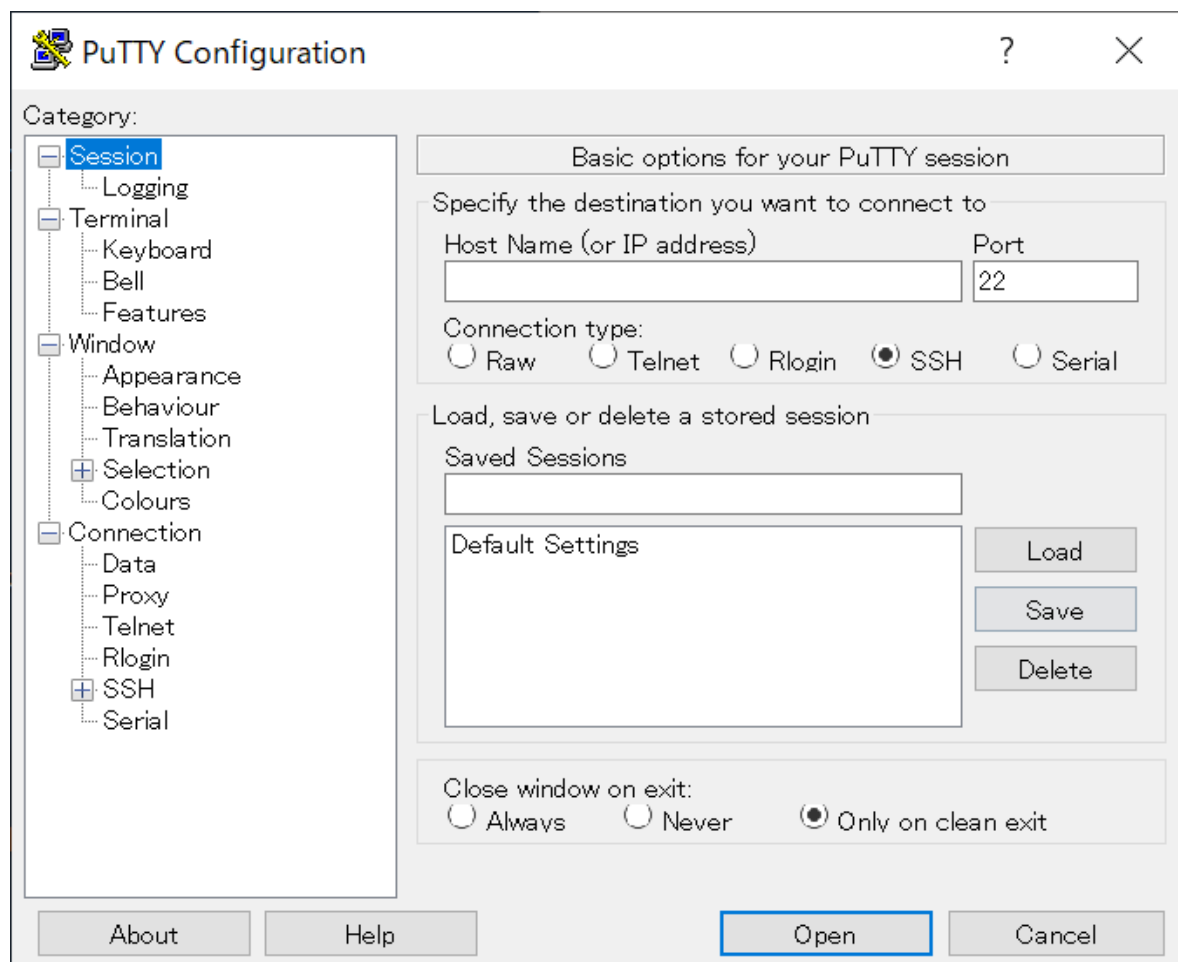 PuTTY Configuration
?
Category:
Session
Logging
Terminal
Keyboard
Bell
Features
Window
Appearance
Behaviour
Translation
Selection
Colours
Connection
Data
Proxy
Telnet
Rlogin
SSH
Serial
Basic options for your PuTTY session
Specify the destination you want to connect to
Host Name (or IP address) Port
22
Connection type:
Raw Telnet Rlogin SSH Serial
Load, save or delete a stored session
Saved Sessions
Default Settings
Load
Save
Delete
Close window on exit:
Always Never Only on clean exit
About Help Open Cancel